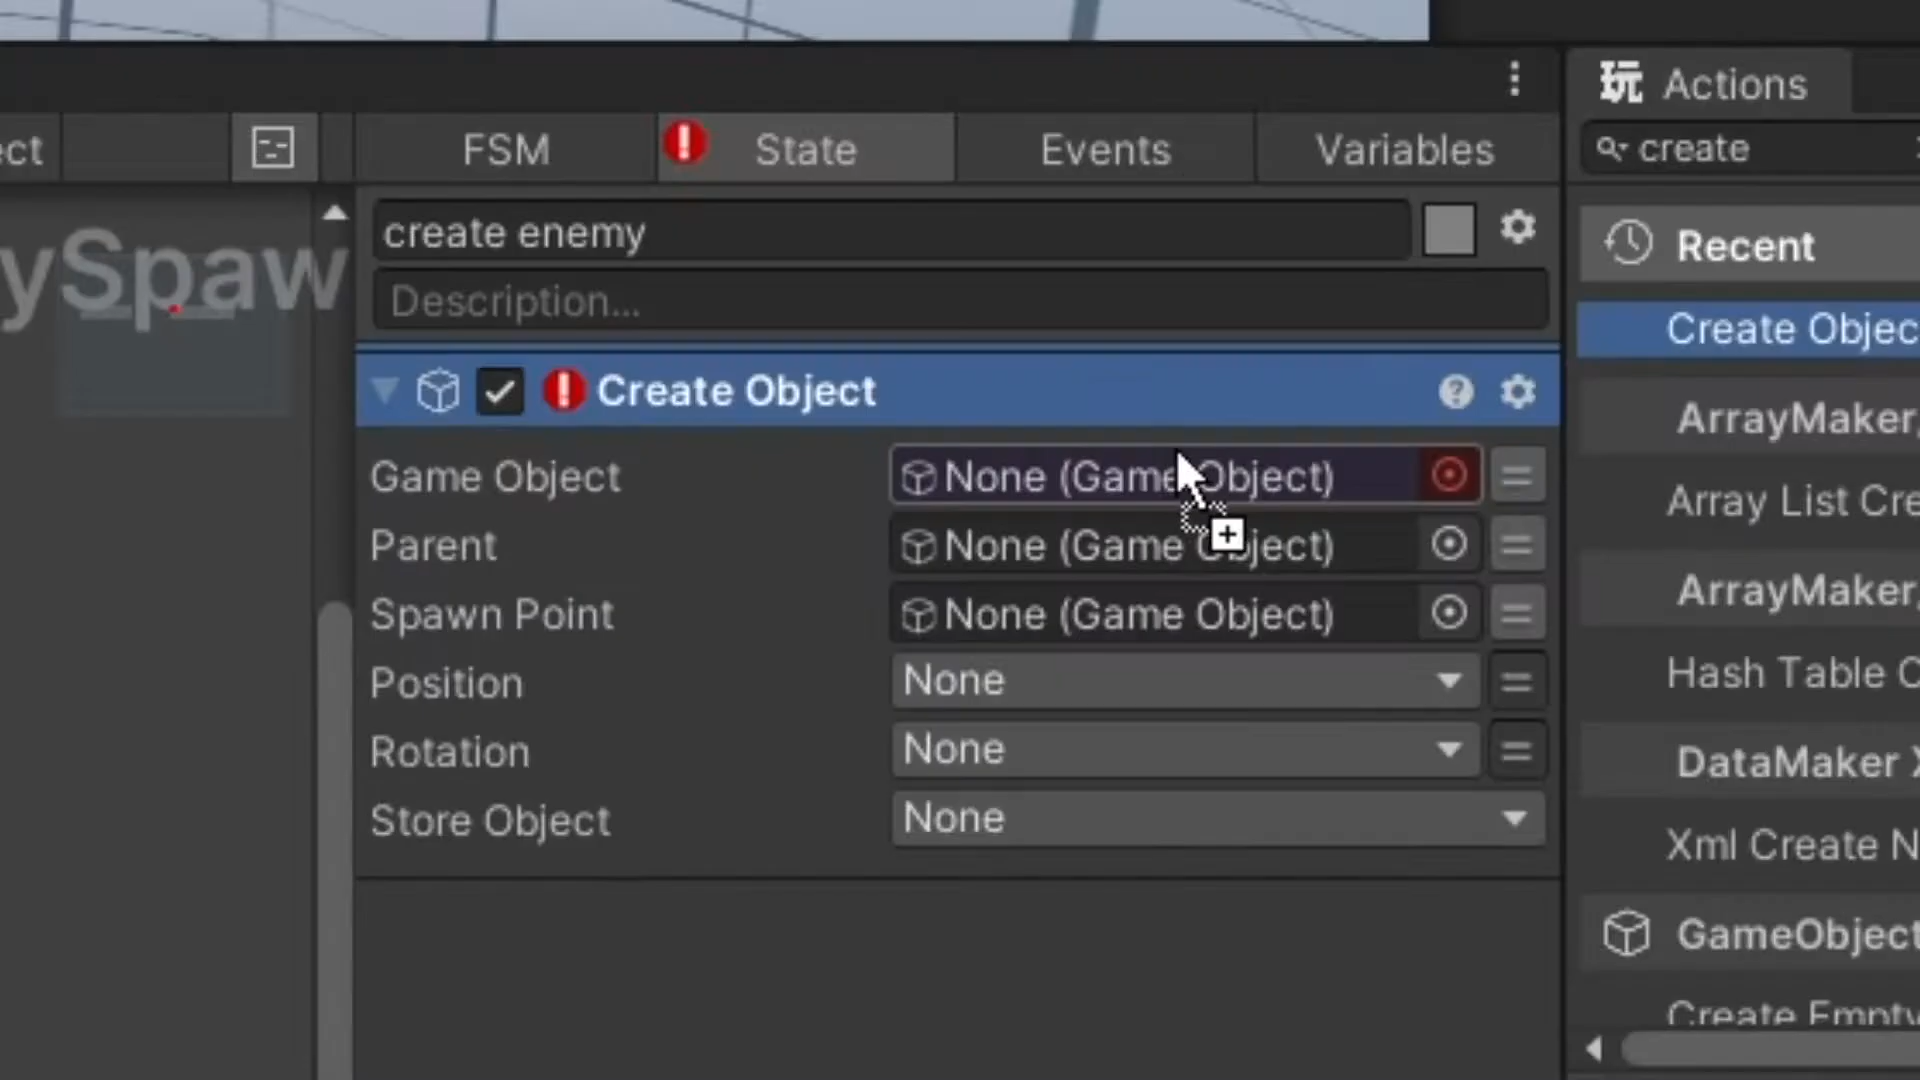 ect
FSM
State
Events
Variables
Actions
create
ySpaw
create enemy
Description...
Recent
Create Objec
Create Object
ArrayMaker,
Game Object
None (Game Object)
Array List Cre
Parent
None (Game Object)
ArrayMaker,
Spawn Point
None (Game Object)
Hash Table C
Position
None
Rotation
None
DataMaker X
Store Object
None
Xml Create N
GameObject
Create Empty